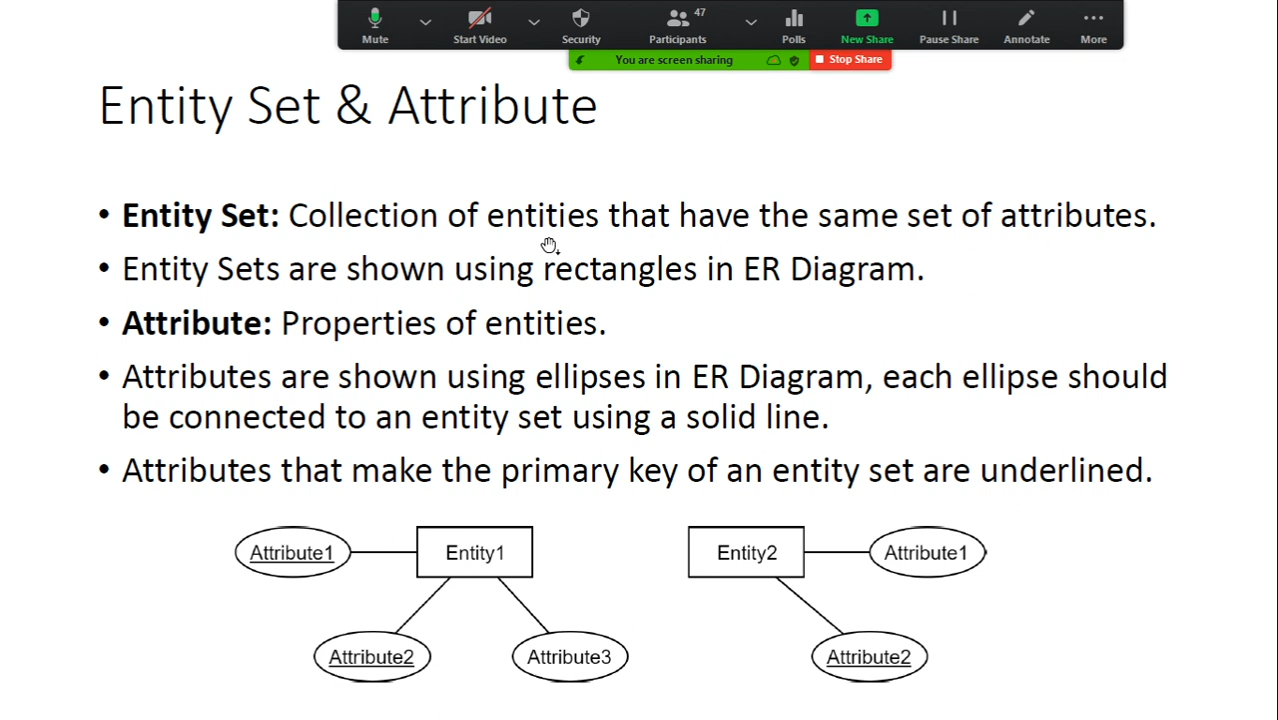 47
Mute
Start Video
Security
Participants
Polls
New Share
Pause Share
Annotate
More
You are screen sharing
Stop Share
Entity Set & Attribute
• Entity Set: Collection of entities that have the same set of attributes.
• Entity Sets are shown using rectangles in ER Diagram.
• Attribute: Properties of entities.
• Attributes are shown using ellipses in ER Diagram, each ellipse should
be connected to an entity set using a solid line.
• Attributes that make the primary key of an entity set are underlined.
Attribute1
Entity1
Entity2
Attribute1
Attribute2
Attribute3
Attribute2